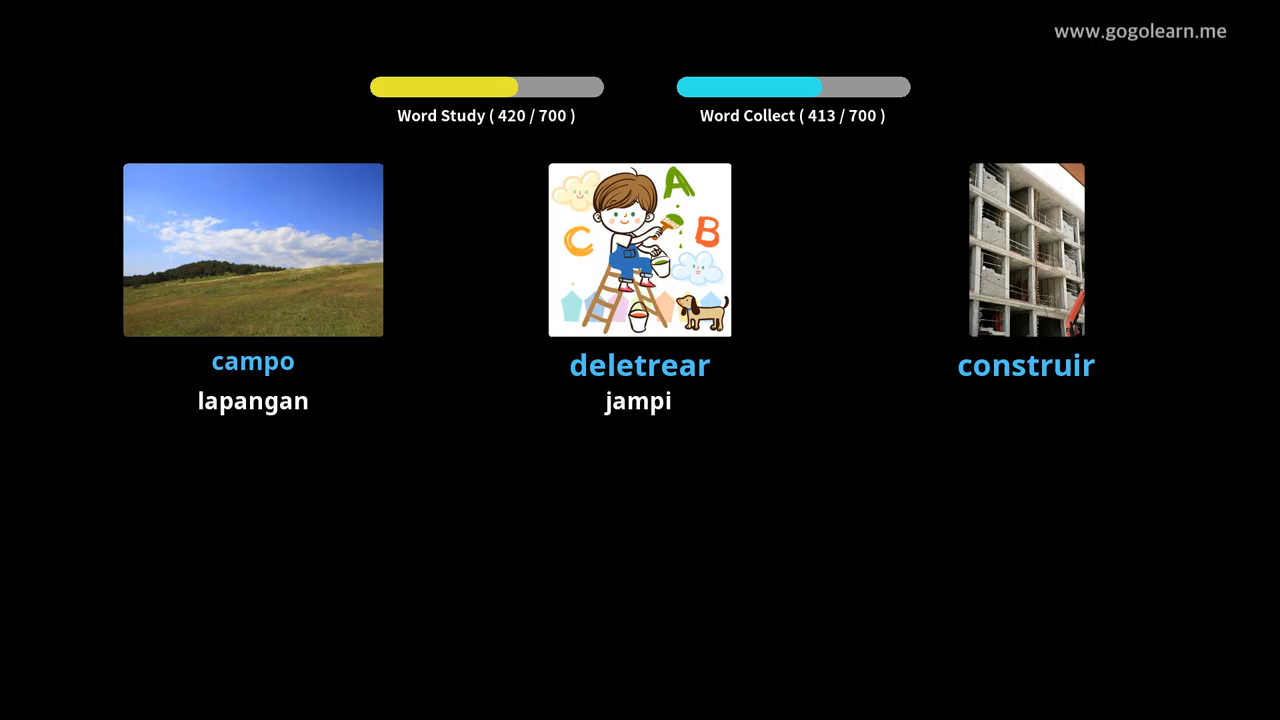 www.gogolearn.me
Word Study ( 420 / 700 )
Word Collect ( 413 / 700 )
A
B
C
campo
deletrear
construir
lapangan
jampi